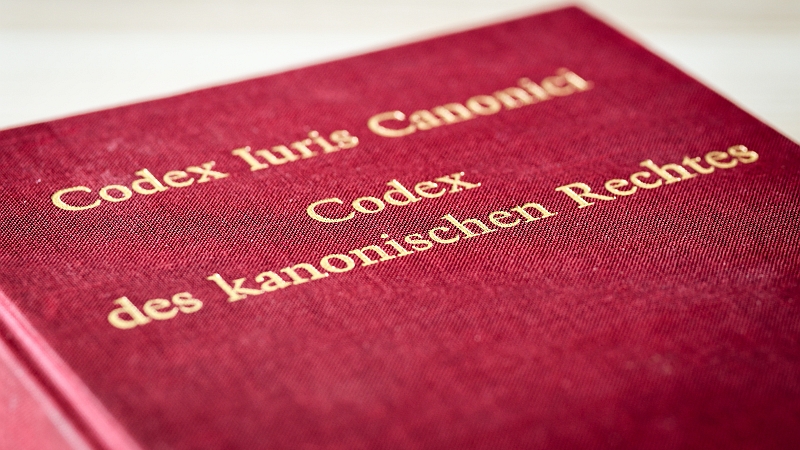 Codex Iuris Canonici
Codex
des kanonischen Rechtes